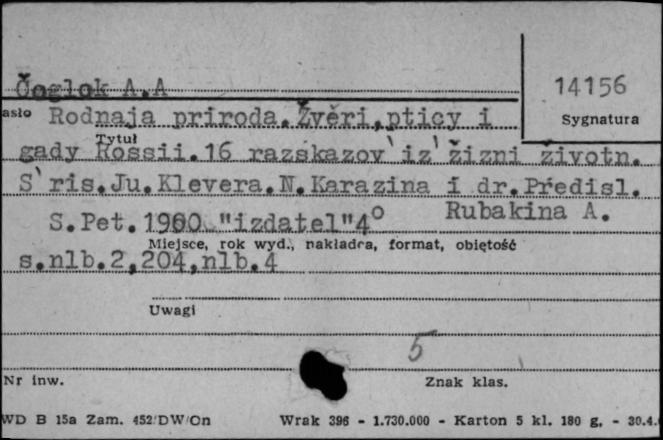 Čoglok A.A
14156
asło Rodnaja priroda.Žvěri,pticy i
Sygnatura
Tytuł
gady Rossii.16 razskazov'iz'žizni životn.
S'ris.Ju.Klevera.N.Karazina i dr.Předisl.
S.Pet.1900."izdatel"4° Rubakina A.
Miejsce, rok wyd., nakładca, format, objętość
s.nlb.2,204,nlb.4
Uwagi
5
Nr inw.
Znak klas.
WD B 15a Zam. 452/DW/On Wrak 396 - 1.730.000 - Karton 5 kl. 180 g. - 30.4.